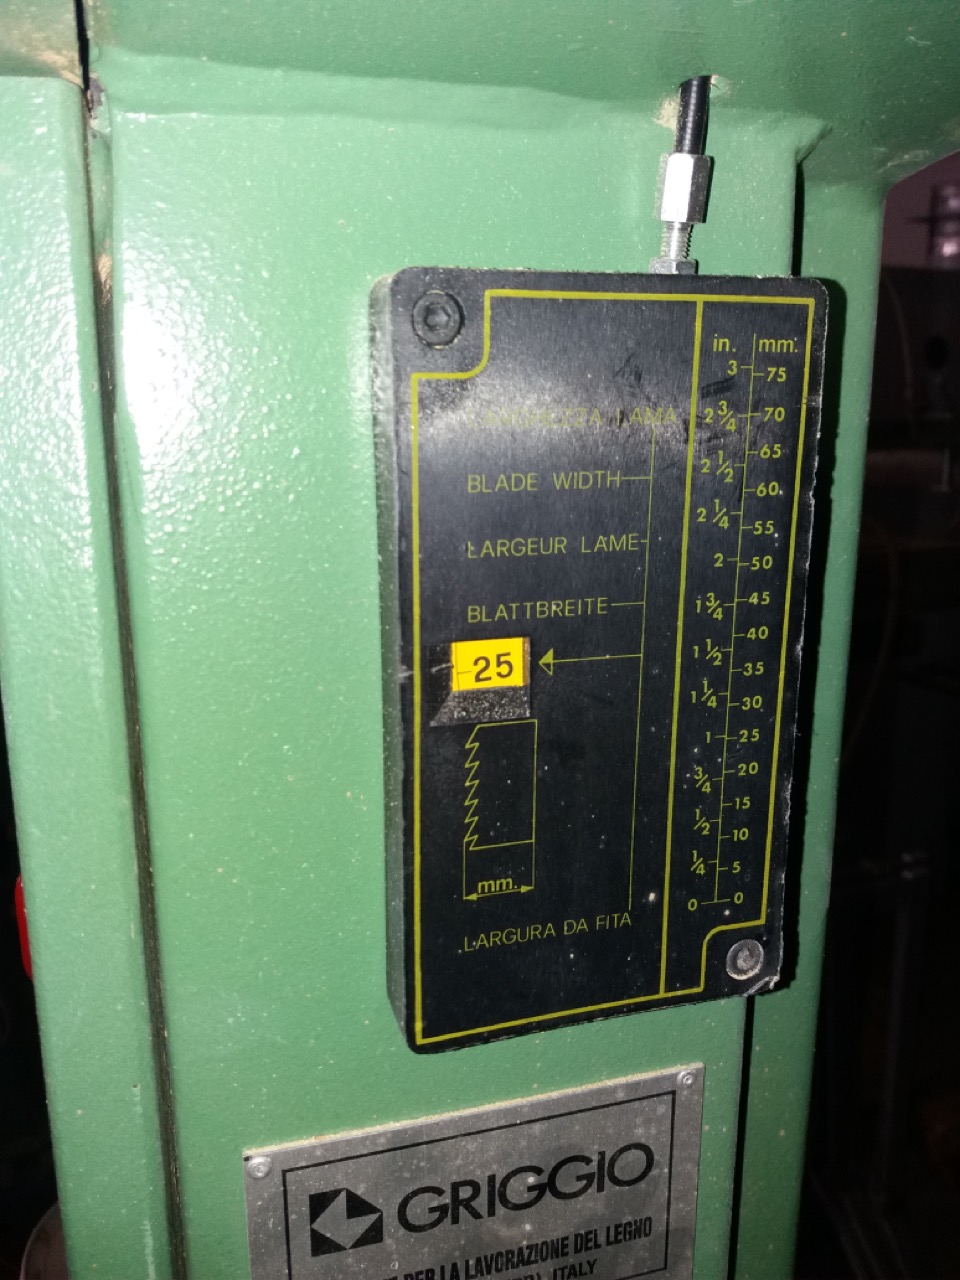 in. mm.
3 75
LARGHEZZA LAMA
2 3/4 70
65
2 1/2
BLADE WIDTH
60
2 1/4
55
LARGEUR LAME
2 50
BLATTBREITE
1 3/4 45
40
1 1/2
25
35
1 1/4
30
1 25
20
3/4
15
1/2
10
1/4 5
mm.
0 0
LARGURA DA FITA
GRIGGIO
PER LA LAVORAZIONE DEL LEGNO
ITALY